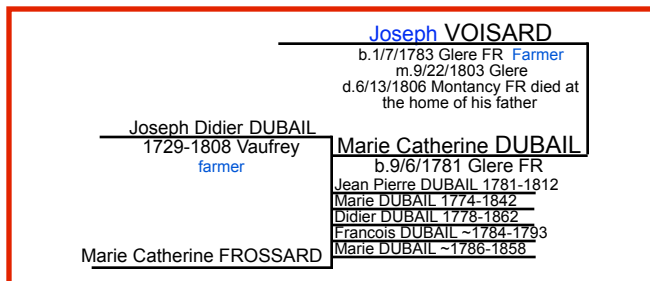 Joseph VOISARD
b.1/7/1783 Glere FR Farmer
m.9/22/1803 Glere
d.6/13/1806 Montancy FR died at
the home of his father
Joseph Didier DUBAIL
1729-1808 Vaufrey
farmer
Marie Catherine DUBAIL
b.9/6/1781 Glere FR
Jean Pierre DUBAIL 1781-1812
Marie DUBAIL 1774-1842
Didier DUBAIL 1778-1862
Francois DUBAIL ~1784-1793
Marie DUBAIL ~1786-1858
Marie Catherine FROSSARD